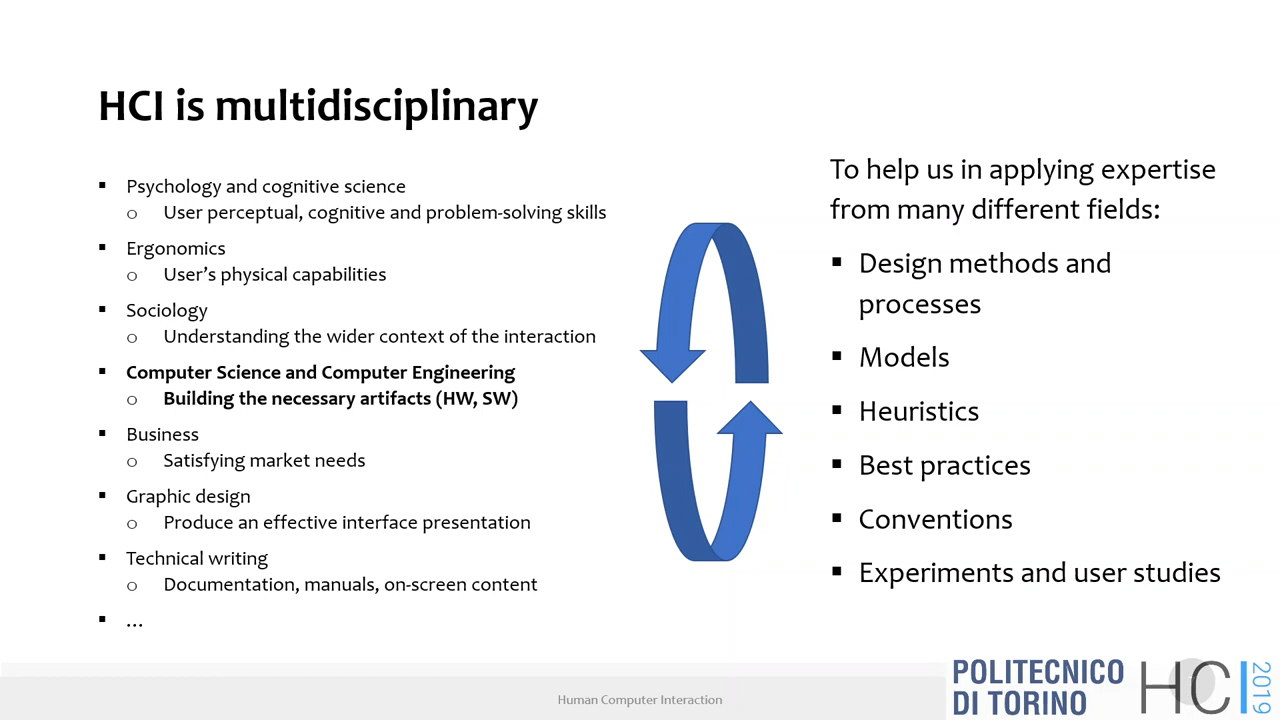 HCI is multidisciplinary
▪ Psychology and cognitive science
o User perceptual, cognitive and problem-solving skills
▪ Ergonomics
o User’s physical capabilities
▪ Sociology
o Understanding the wider context of the interaction
▪ Computer Science and Computer Engineering
o Building the necessary artifacts (HW, SW)
▪ Business
o Satisfying market needs
▪ Graphic design
o Produce an effective interface presentation
▪ Technical writing
o Documentation, manuals, on-screen content
▪ ...
To help us in applying expertise
from many different fields:
▪ Design methods and
processes
▪ Models
▪ Heuristics
▪ Best practices
▪ Conventions
▪ Experiments and user studies
Human Computer Interaction
POLITECNICO
DI TORINO
HCI
2019